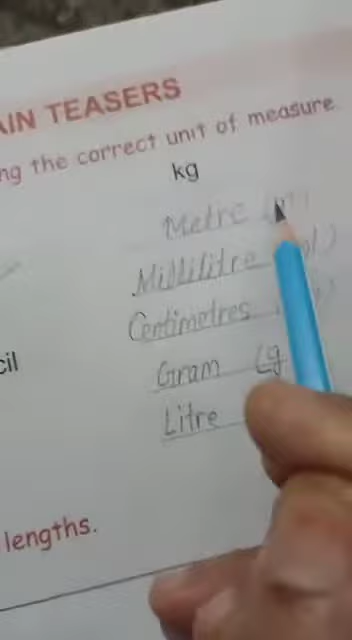 AIN TEASERS
ng the correct unit of measure.
kg
Metre (m)
Millilitre
Centimetres
cil
Gram (g
Litre
lengths.